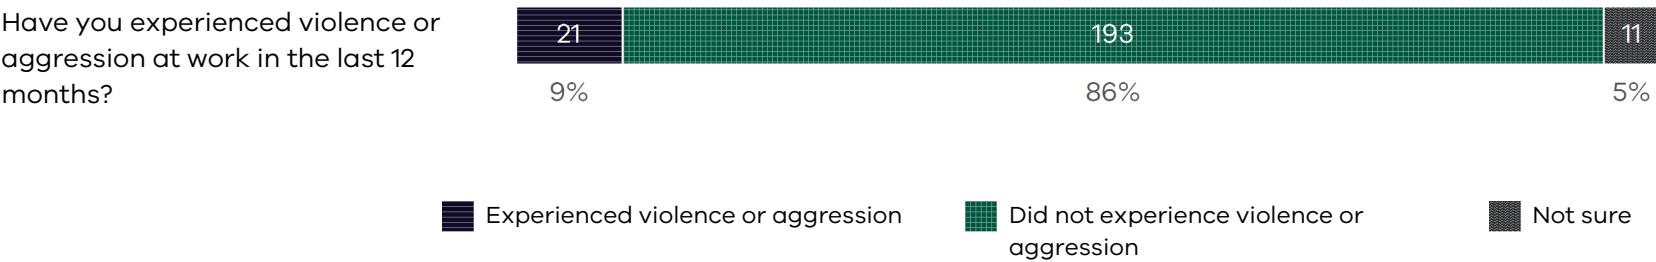 Have you experienced violence or
aggression at work in the last 12
months?
21
193
11
9%
86%
5%
Experienced violence or aggression
Did not experience violence or
aggression
Not sure